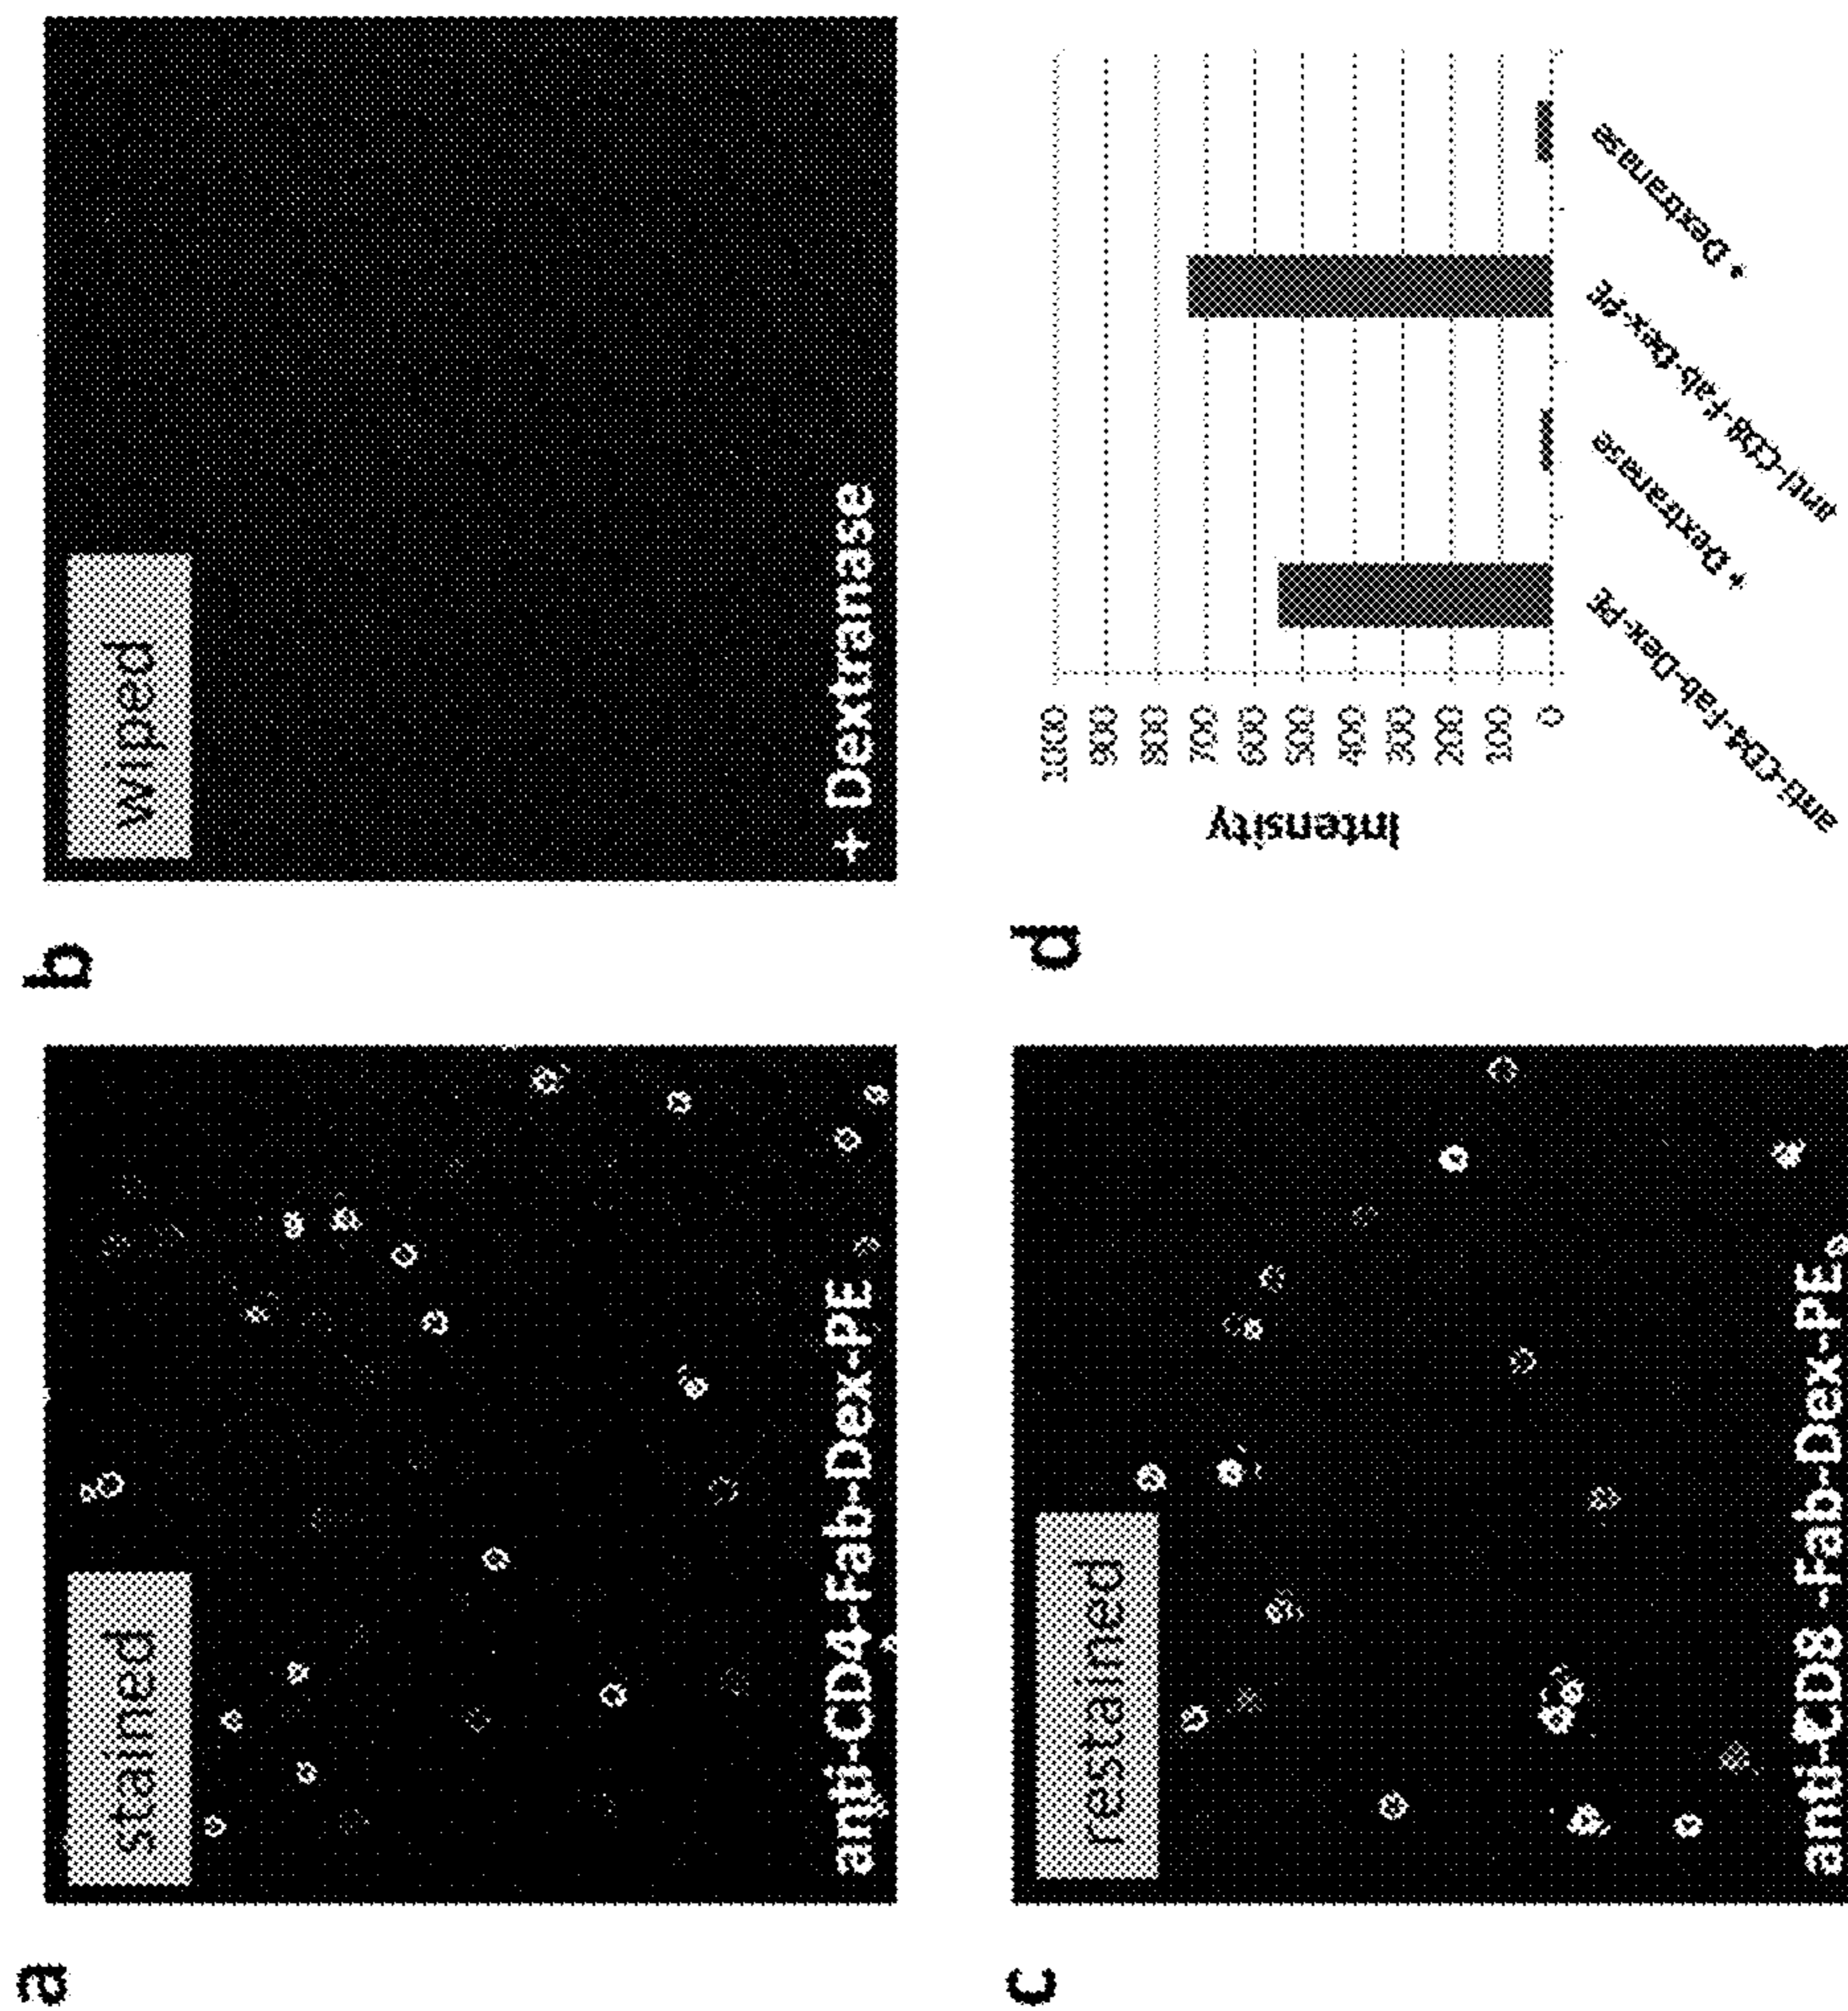 a
stained
anti-CD4-Fab-Dex-PE
b
wiped
+ Dextranase
c
restained
anti-CD8 -Fab-Dex-PE
d
Intensity
1000
900
800
700
600
500
400
300
200
100
0
anti-CD4-Fab-Dex-PE
+ Dextranase
anti-CD8-Fab-Dex-PE
+ Dextranase